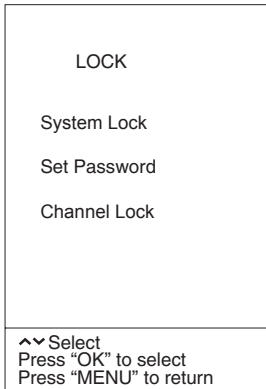 LOCK
System Lock
Set Password
Channel Lock
Select
Press “OK” to select
Press “MENU” to return